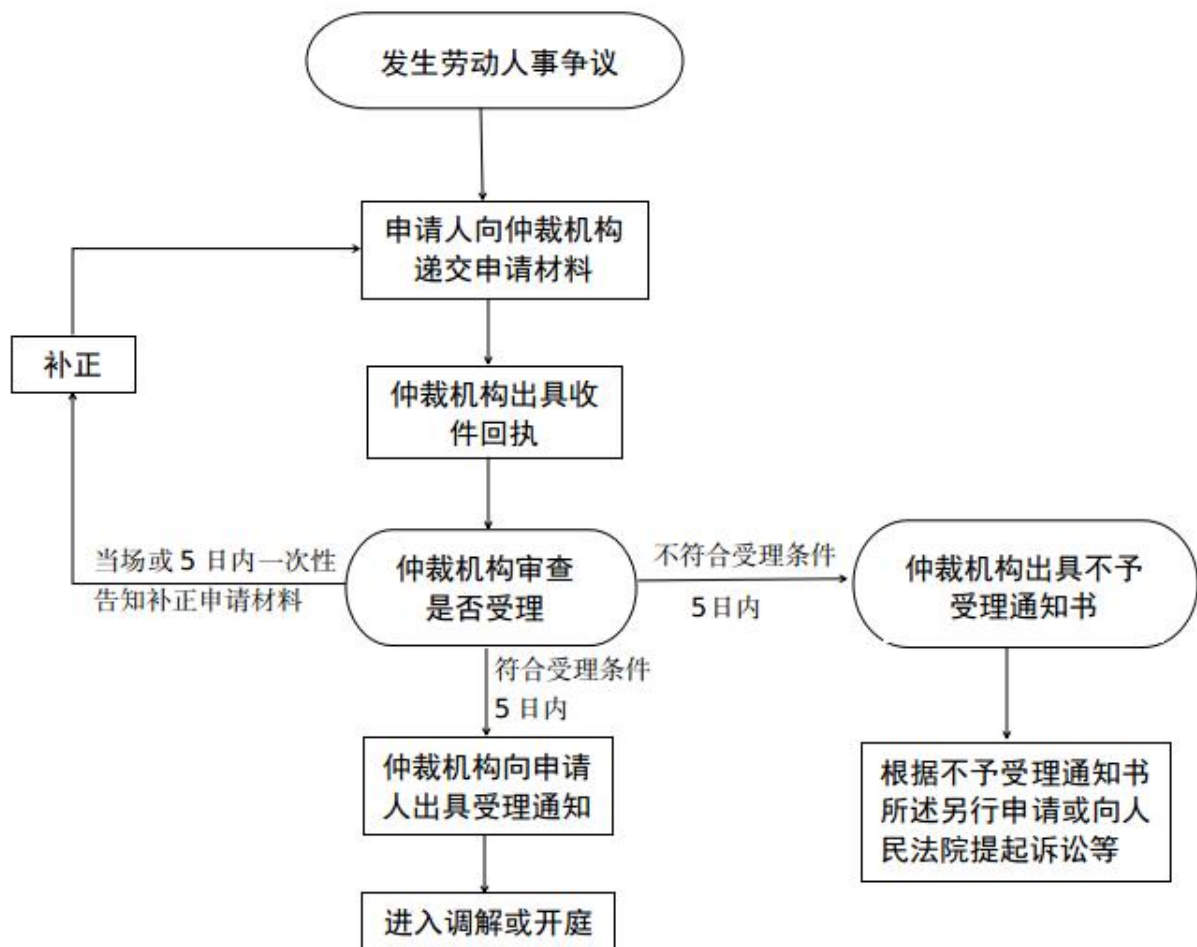 发生劳动人事争议
申请人向仲裁机构
递交申请材料
补正
仲裁机构出具收
件回执
当场或 5 日内一次性
告知补正申请材料
仲裁机构审查
是否受理
不符合受理条件
5日内
仲裁机构出具不予
受理通知书
符合受理条件
5 日内
仲裁机构向申请
人出具受理通知
根据不予受理通知书
所述另行申请或向人
民法院提起诉讼等
进入调解或开庭